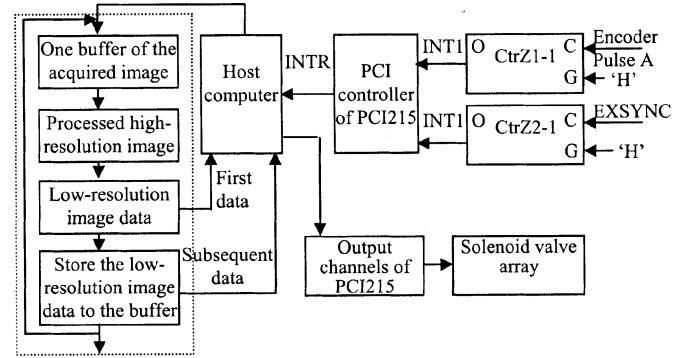 One buffer of the
acquired image
Processed high-
resolution image
Low-resolution
image data
Store the low-
resolution image
data to the buffer
First
data
Subsequent
data
Host
computer
INTR
PCI
controller
of PCI215
INT1
O
CtrZ1-1
C
G
Encoder
Pulse A
‘H’
INT1
O
CtrZ2-1
C
G
EXSYNC
‘H’
Output
channels of
PCI215
Solenoid valve
array